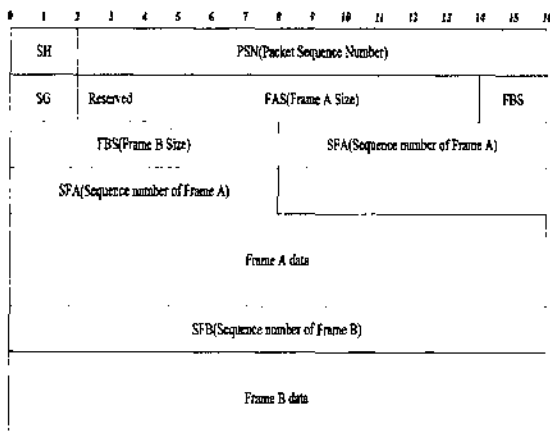 0 1 2 3 4 5 6 7 8 9 10 11 12 13 14 15 16
SH PSN(Packet Sequence Number)
SG Reserved FAS(Frame A Size) FBS
FBS(Frame B Size) SFA(Sequence number of Frame A)
SFA(Sequence number of Frame A)
Frame A data
SFB(Sequence number of Frame B)
Frame B data